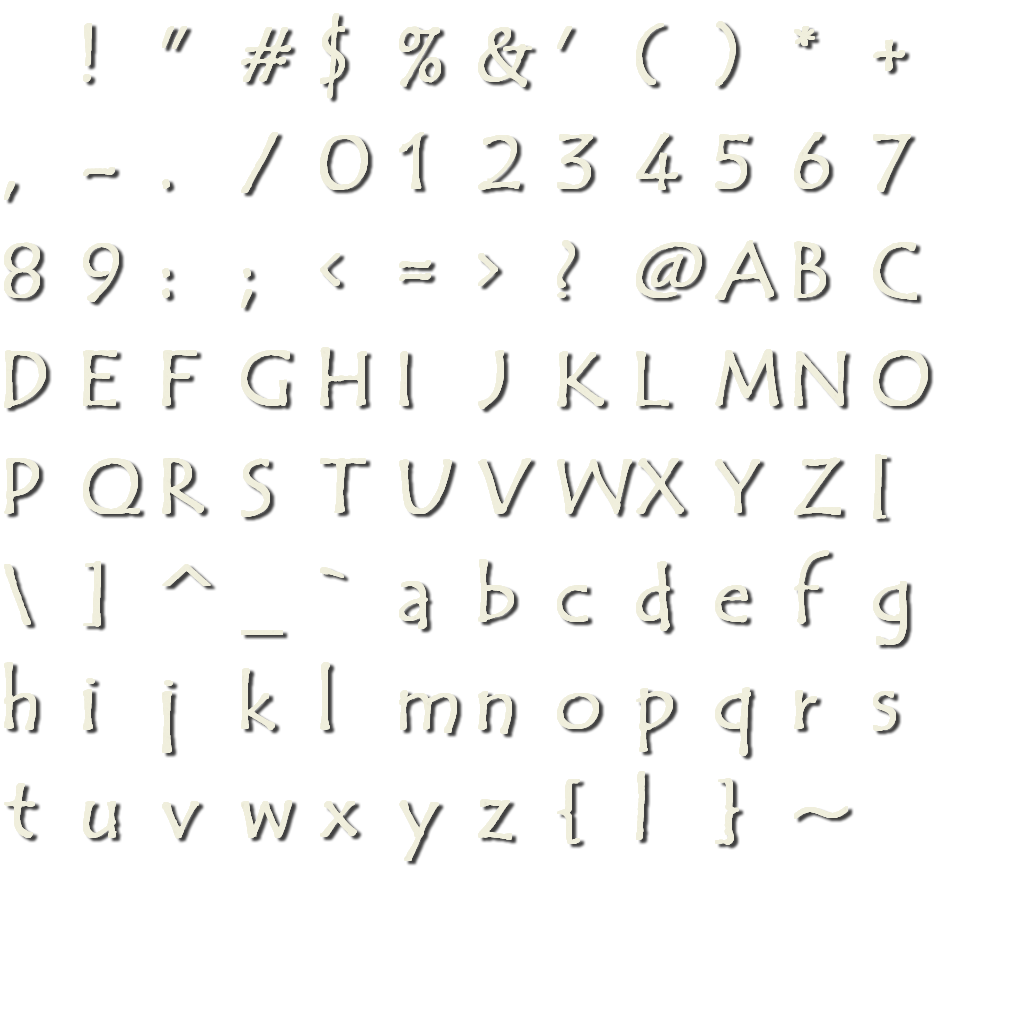 ! " # $ % & ' ( ) * +
, - . / 0 1 2 3 4 5 6 7
8 9 : ; < = > ? @ A B C
D E F G H I J K L M N O
P Q R S T U V W X Y Z [
\ ] ^ _ ` a b c d e f g
h i j k l m n o p q r s
t u v w x y z { | } ~